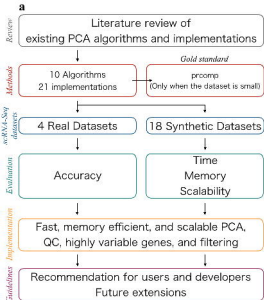 a
Review
Literature review of
existing PCA algorithms and implementations
Gold standard
Methods
10 Algorithms
21 implementations
prcomp
(Only when the dataset is small)
scRNA-Seq
datasets
4 Real Datasets
18 Synthetic Datasets
Evaluation
Accuracy
Time
Memory
Scalability
Implementation
Fast, memory efficient, and scalable PCA,
QC, highly variable genes, and filtering
Guidelines
Recommendation for users and developers
Future extensions